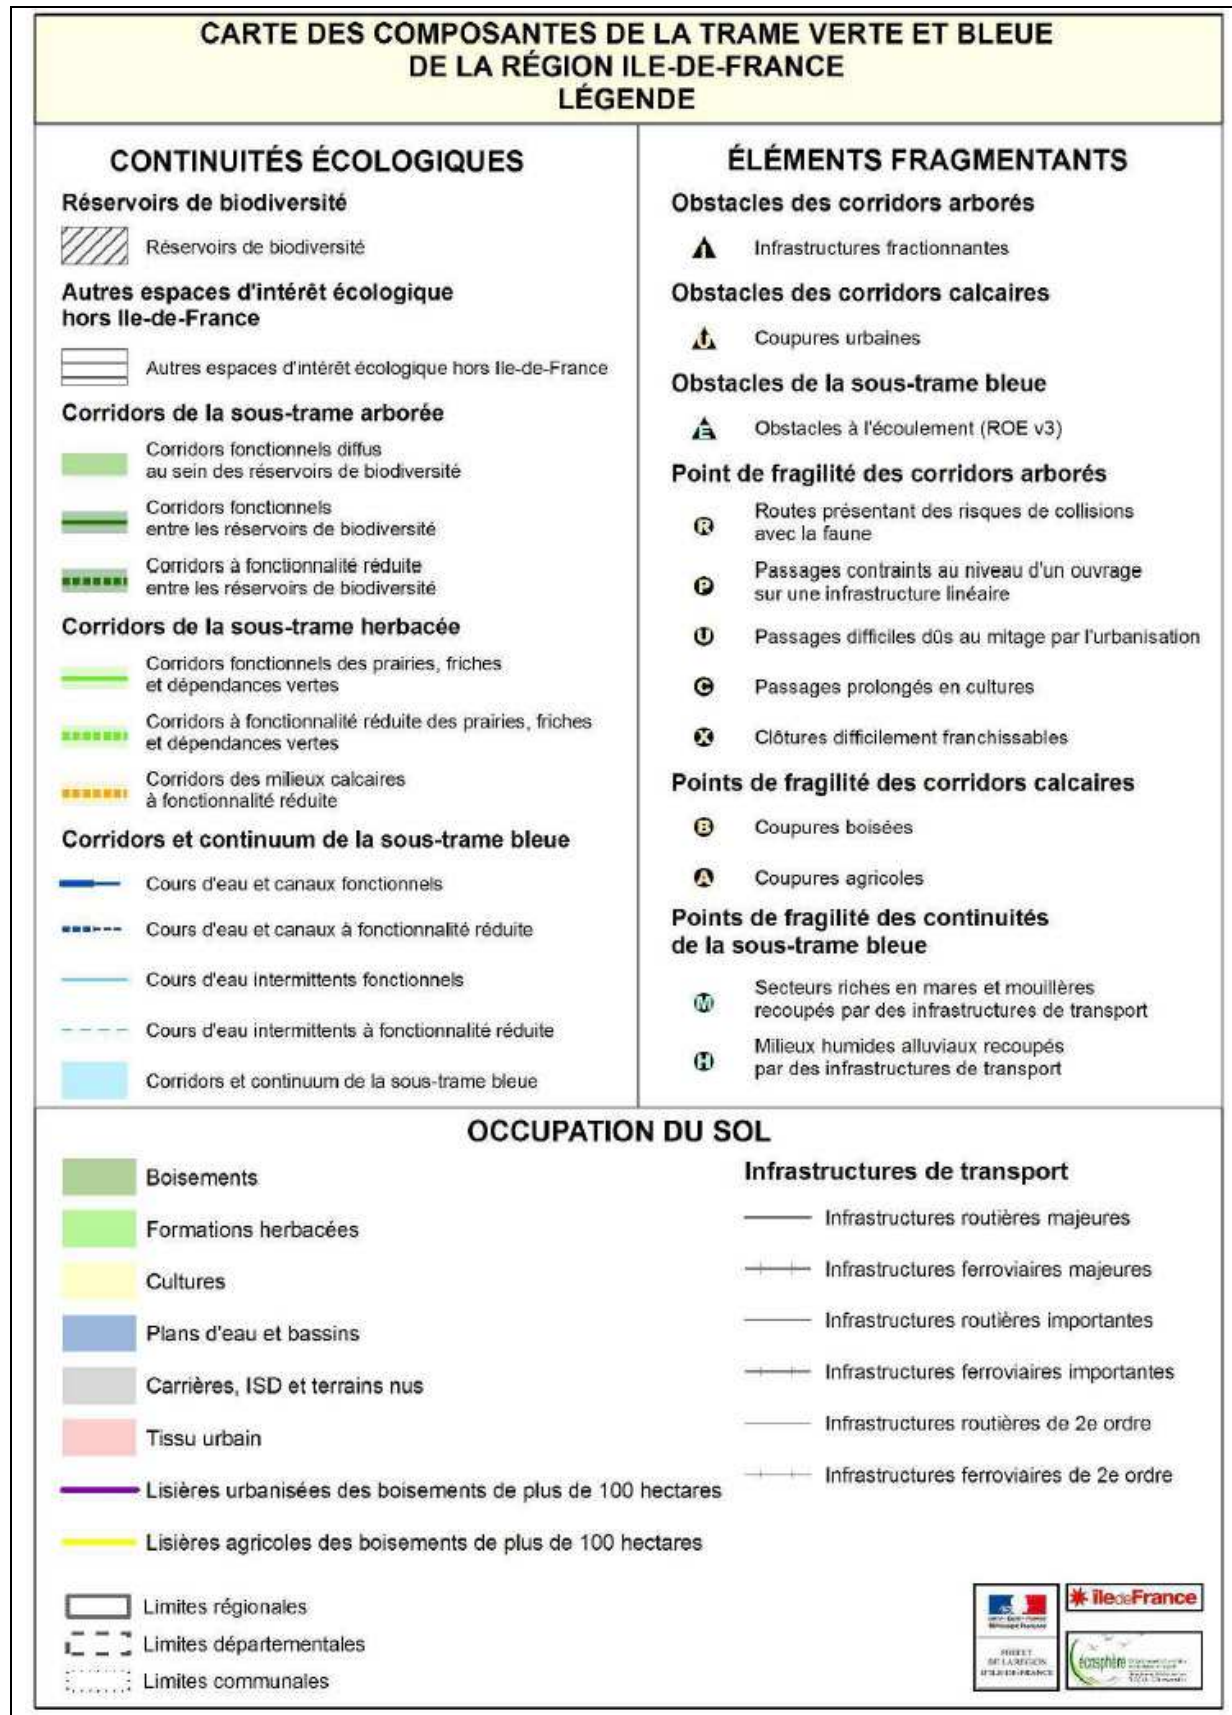 CARTE DES COMPOSANTES DE LA TRAME VERTE ET BLEUE
DE LA RÉGION ILE-DE-FRANCE
LÉGENDE
CONTINUITÉS ÉCOLOGIQUES
Réservoirs de biodiversité
Réservoirs de biodiversité
Autres espaces d'intérêt écologique
hors Ile-de-France
Autres espaces d'intérêt écologique hors Ile-de-France
Corridors de la sous-trame arborée
Corridors fonctionnels diffus
au sein des réservoirs de biodiversité
Corridors fonctionnels
entre les réservoirs de biodiversité
Corridors à fonctionnalité réduite
entre les réservoirs de biodiversité
Corridors de la sous-trame herbacée
Corridors fonctionnels des prairies, friches
et dépendances vertes
Corridors à fonctionnalité réduite des prairies, friches
et dépendances vertes
Corridors des milieux calcaires
à fonctionnalité réduite
Corridors et continuum de la sous-trame bleue
Cours d'eau et canaux fonctionnels
Cours d'eau et canaux à fonctionnalité réduite
Cours d'eau intermittents fonctionnels
Cours d'eau intermittents à fonctionnalité réduite
Corridors et continuum de la sous-trame bleue
ÉLÉMENTS FRAGMENTANTS
Obstacles des corridors arborés
I Infrastructures fractionnantes
Obstacles des corridors calcaires
U Coupures urbaines
Obstacles de la sous-trame bleue
E Obstacles à l'écoulement (ROE v3)
Point de fragilité des corridors arborés
R Routes présentant des risques de collisions
avec la faune
P Passages contraints au niveau d'un ouvrage
sur une infrastructure linéaire
U Passages difficiles dûs au mitage par l'urbanisation
C Passages prolongés en cultures
X Clôtures difficilement franchissables
Points de fragilité des corridors calcaires
B Coupures boisées
A Coupures agricoles
Points de fragilité des continuités
de la sous-trame bleue
M Secteurs riches en mares et mouillères
recoupés par des infrastructures de transport
H Milieux humides alluviaux recoupés
par des infrastructures de transport
OCCUPATION DU SOL
Boisements
Formations herbacées
Cultures
Plans d'eau et bassins
Carrières, ISD et terrains nus
Tissu urbain
Lisières urbanisées des boisements de plus de 100 hectares
Lisières agricoles des boisements de plus de 100 hectares
Limites régionales
Limites départementales
Limites communales
Infrastructures de transport
Infrastructures routières majeures
Infrastructures ferroviaires majeures
Infrastructures routières importantes
Infrastructures ferroviaires importantes
Infrastructures routières de 2e ordre
Infrastructures ferroviaires de 2e ordre
PRÉFET
DE LA RÉGION
D'ILE-DE-FRANCE
îledeFrance
écosphère